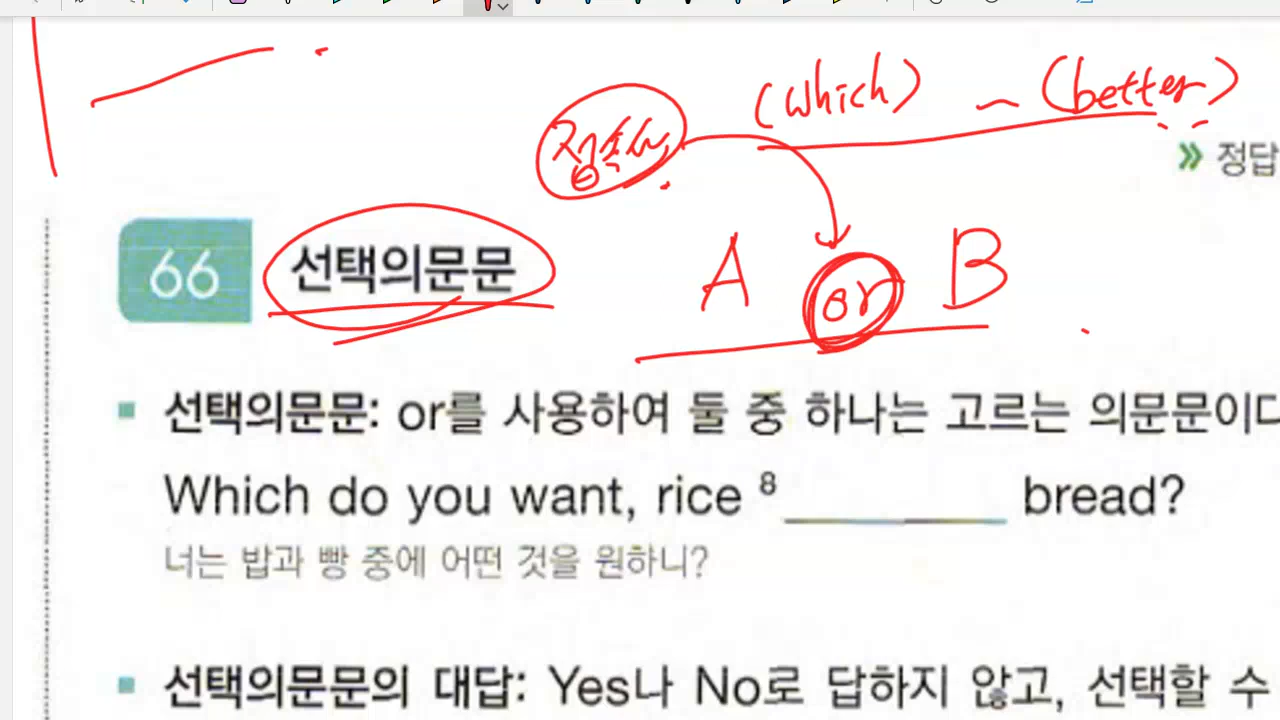 (which) ~ (better)
접속사
» 정답
66 선택의문문
A or B
선택의문문: or를 사용하여 둘 중 하나는 고르는 의문문이다
Which do you want, rice ⁸________ bread?
너는 밥과 빵 중에 어떤 것을 원하니?
선택의문문의 대답: Yes나 No로 답하지 않고, 선택할 수